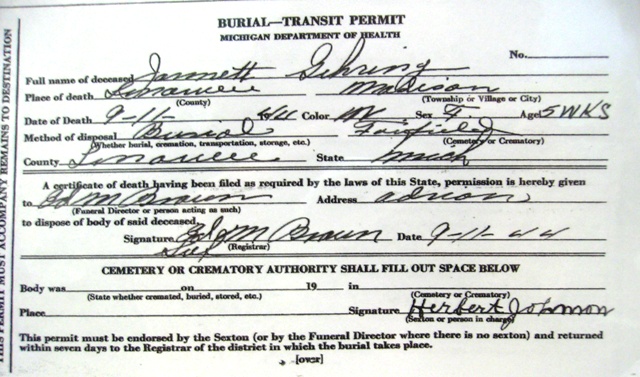 THIS PERMIT MUST ACCOMPANY REMAINS TO DESTINATION
BURIAL—TRANSIT PERMIT
MICHIGAN DEPARTMENT OF HEALTH
No.
Full name of deceased Jannett Gehring
Place of death Lenawee Madison
(County) (Township or Village or City)
Date of Death 9-11- 1944 Color W Sex F Age 5 WKS
Method of disposal Burial Fairfield
(Whether burial, cremation, transportation, storage, etc.) (Cemetery or Crematory)
County Lenawee State Mich
A certificate of death having been filed as required by the laws of this State, permission is hereby given
to Ed M Braun Address Adrian
(Funeral Director or person acting as such)
to dispose of body of said deceased
Signature Ed M Braun Date 9-11-44
(Registrar)
CEMETERY OR CREMATORY AUTHORITY SHALL FILL OUT SPACE BELOW
Body was on 19 in
(State whether cremated, buried, stored, etc.) (Cemetery or Crematory)
Place Signature Herbert Johnson
(Sexton or person in charge)
This permit must be endorsed by the Sexton (or by the Funeral Director where there is no sexton) and returned
within seven days to the Registrar of the district in which the burial takes place.
[over]